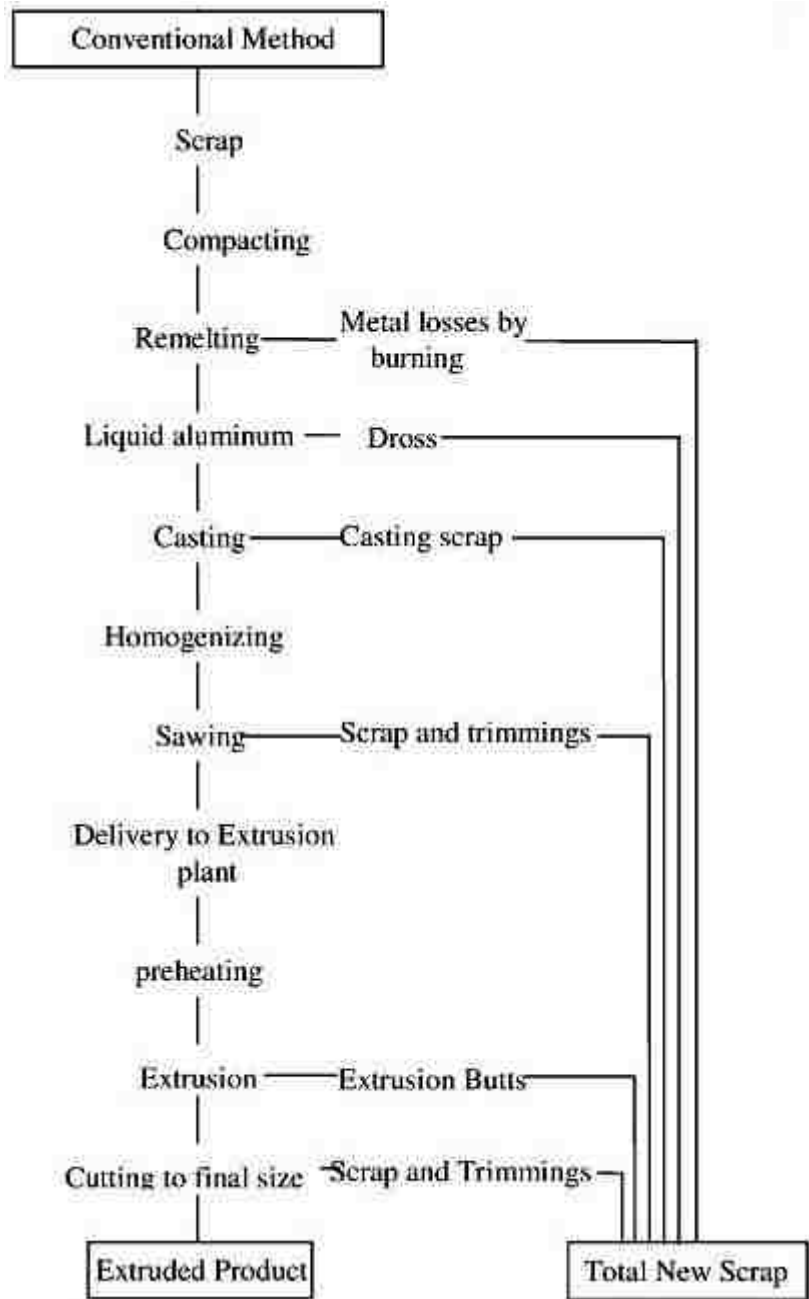 Conventional Method
Scrap
Compacting
Remelting
Metal losses by
burning
Liquid aluminum
Dross
Casting
Casting scrap
Homogenizing
Sawing
Scrap and trimmings
Delivery to Extrusion
plant
preheating
Extrusion
Extrusion Butts
Cutting to final size
Scrap and Trimmings
Extruded Product
Total New Scrap